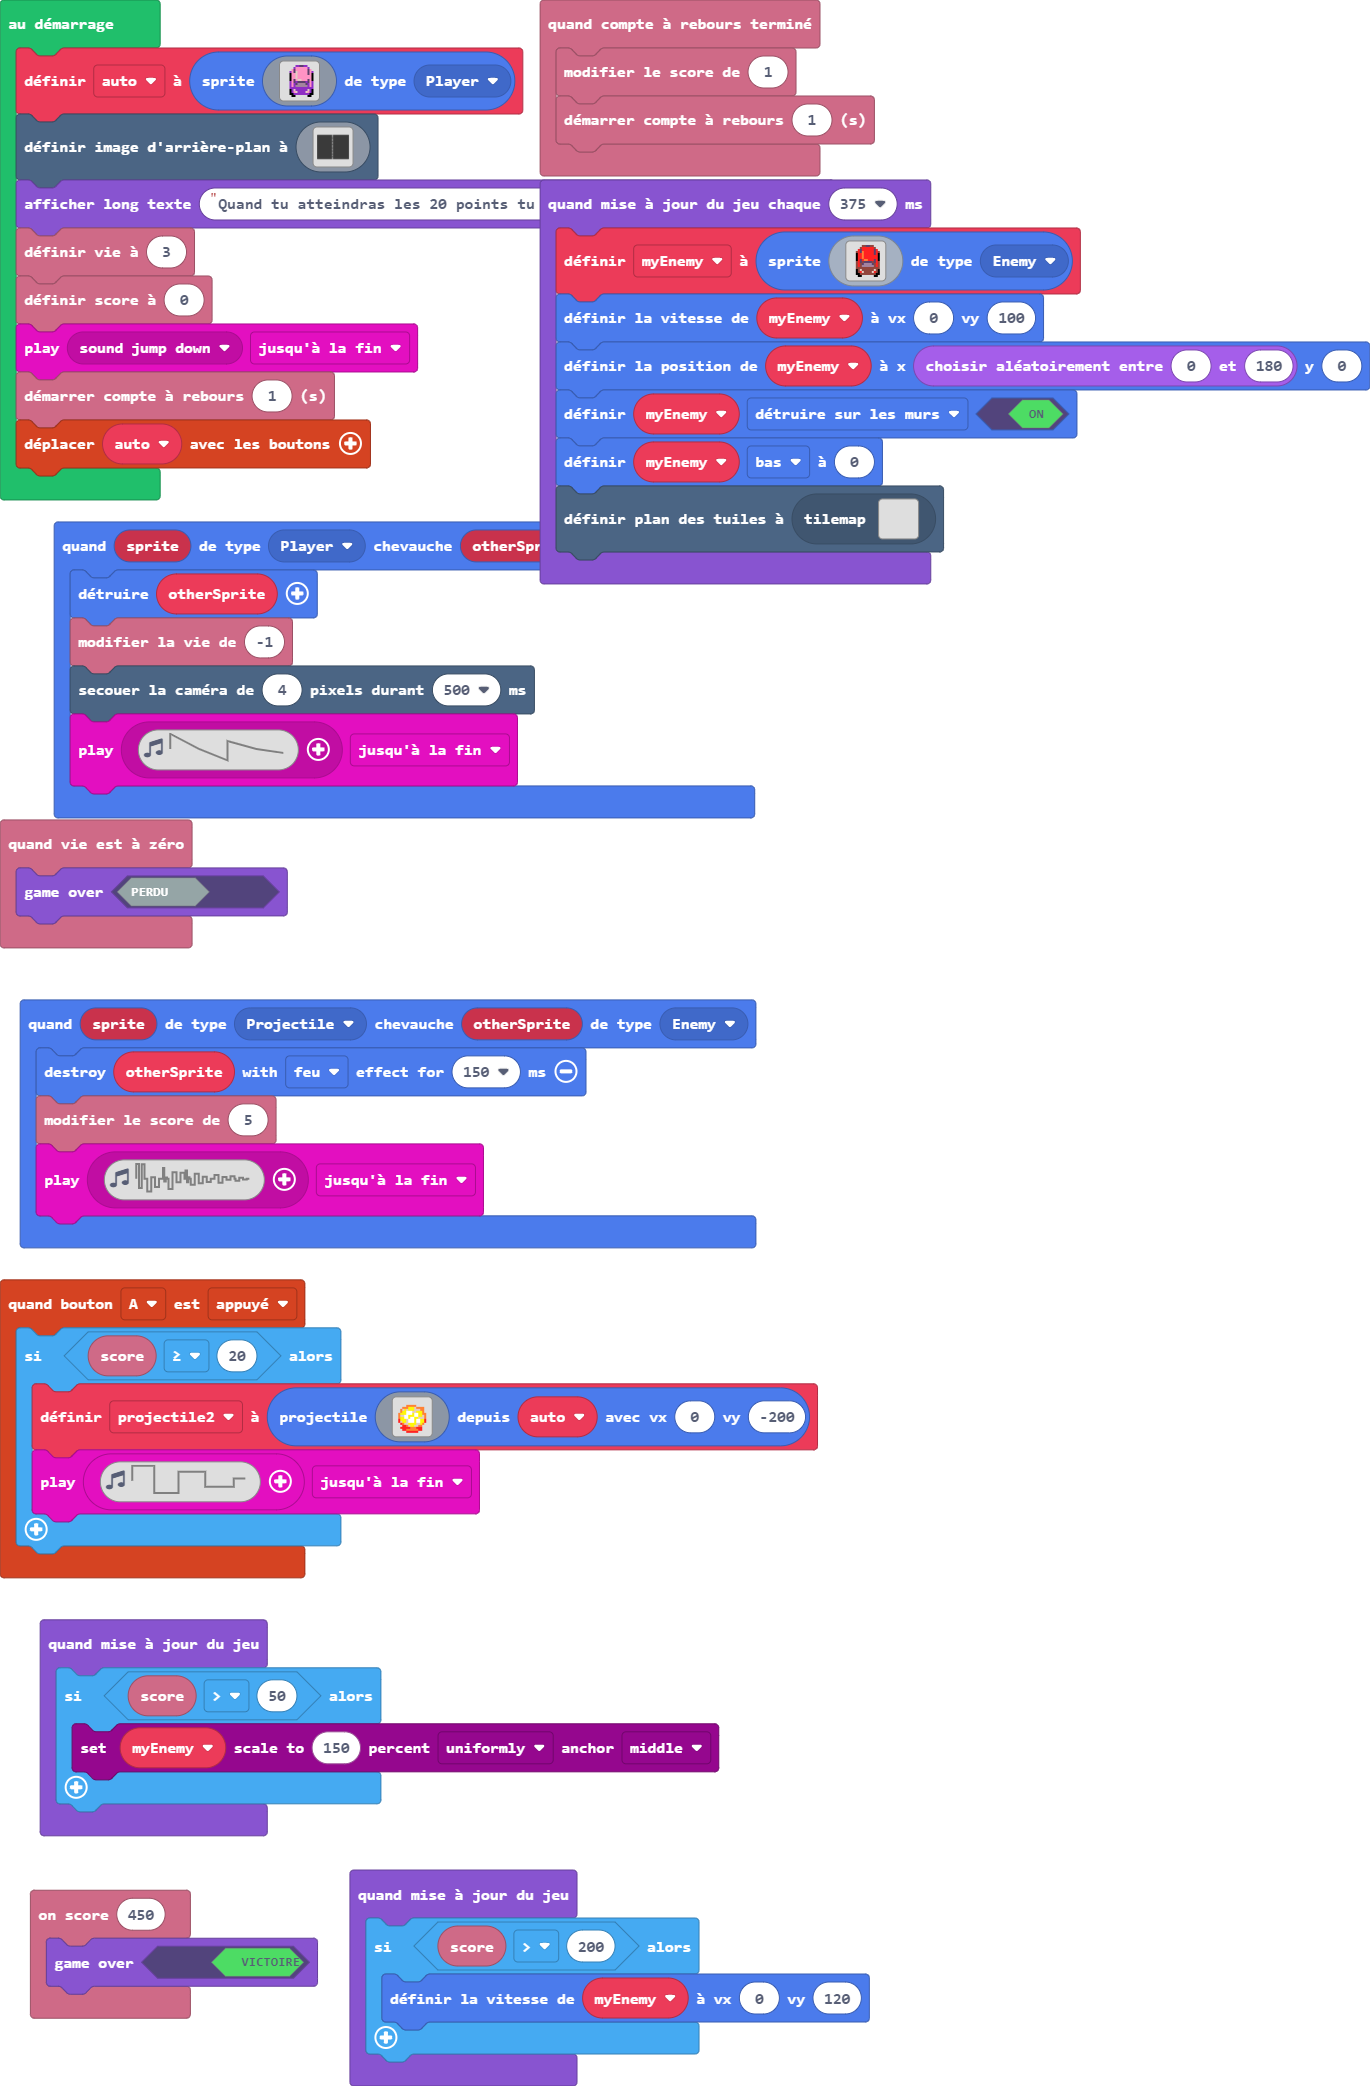 au démarrage
définir auto à sprite de type Player
définir image d'arrière-plan à
afficher long texte "Quand tu atteindras les 20 points tu
définir vie à 3
définir score à 0
play sound jump down jusqu'à la fin
démarrer compte à rebours 1 (s)
déplacer auto avec les boutons
quand compte à rebours terminé
modifier le score de 1
démarrer compte à rebours 1 (s)
quand mise à jour du jeu chaque 375 ms
définir myEnemy à sprite de type Enemy
définir la vitesse de myEnemy à vx 0 vy 100
définir la position de myEnemy à x choisir aléatoirement entre 0 et 180 y 0
définir myEnemy détruire sur les murs ON
définir myEnemy bas à 0
définir plan des tuiles à tilemap
quand sprite de type Player chevauche otherSpr
détruire otherSprite
modifier la vie de -1
secouer la caméra de 4 pixels durant 500 ms
play jusqu'à la fin
quand vie est à zéro
game over PERDU
quand sprite de type Projectile chevauche otherSprite de type Enemy
destroy otherSprite with feu effect for 150 ms
modifier le score de 5
play jusqu'à la fin
quand bouton A est appuyé
si score ≥ 20 alors
définir projectile2 à projectile depuis auto avec vx 0 vy -200
play jusqu'à la fin
quand mise à jour du jeu
si score > 50 alors
set myEnemy scale to 150 percent uniformly anchor middle
on score 450
game over VICTOIRE
quand mise à jour du jeu
si score > 200 alors
définir la vitesse de myEnemy à vx 0 vy 120